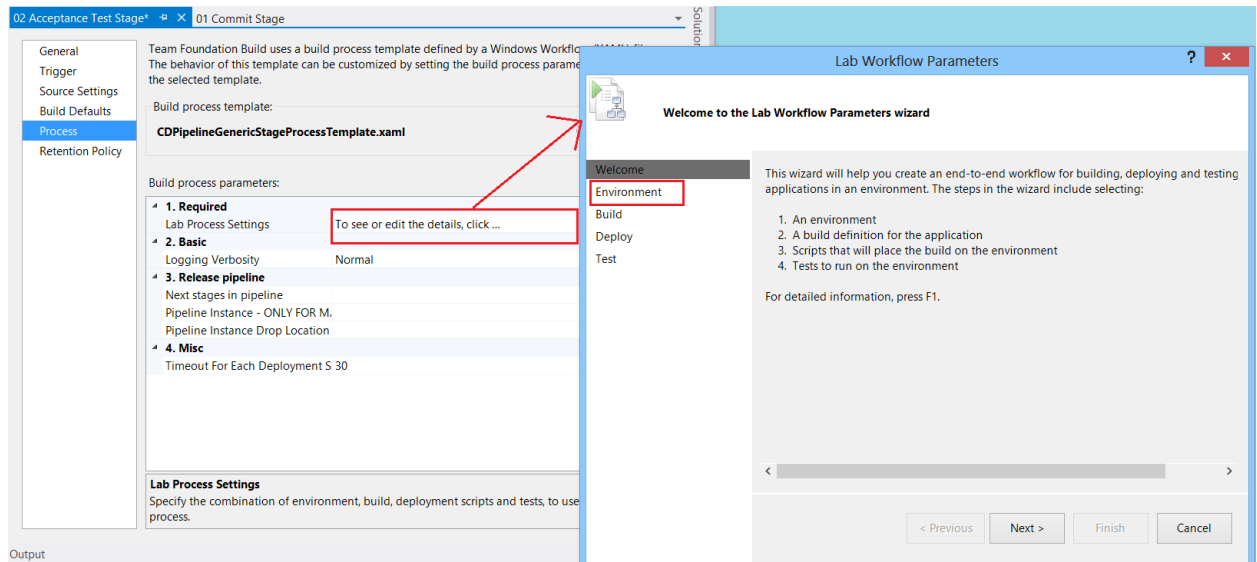 02 Acceptance Test Stage*
01 Commit Stage
Solution
General
Trigger
Source Settings
Build Defaults
Process
Retention Policy
Team Foundation Build uses a build process template defined by a Windows Workflow (XAML)
The behavior of this template can be customized by setting the build process parame
the selected template.
Build process template:
CDPipelineGenericStageProcessTemplate.xaml
Build process parameters:
1. Required
Lab Process Settings To see or edit the details, click ...
2. Basic
Logging Verbosity Normal
3. Release pipeline
Next stages in pipeline
Pipeline Instance - ONLY FOR M
Pipeline Instance Drop Location
4. Misc
Timeout For Each Deployment S 30
Lab Process Settings
Specify the combination of environment, build, deployment scripts and tests, to use
process.
Output
Lab Workflow Parameters
?
Welcome to the Lab Workflow Parameters wizard
Welcome
Environment
Build
Deploy
Test
This wizard will help you create an end-to-end workflow for building, deploying and testing
applications in an environment. The steps in the wizard include selecting:
1. An environment
2. A build definition for the application
3. Scripts that will place the build on the environment
4. Tests to run on the environment
For detailed information, press F1.
< Previous
Next >
Finish
Cancel